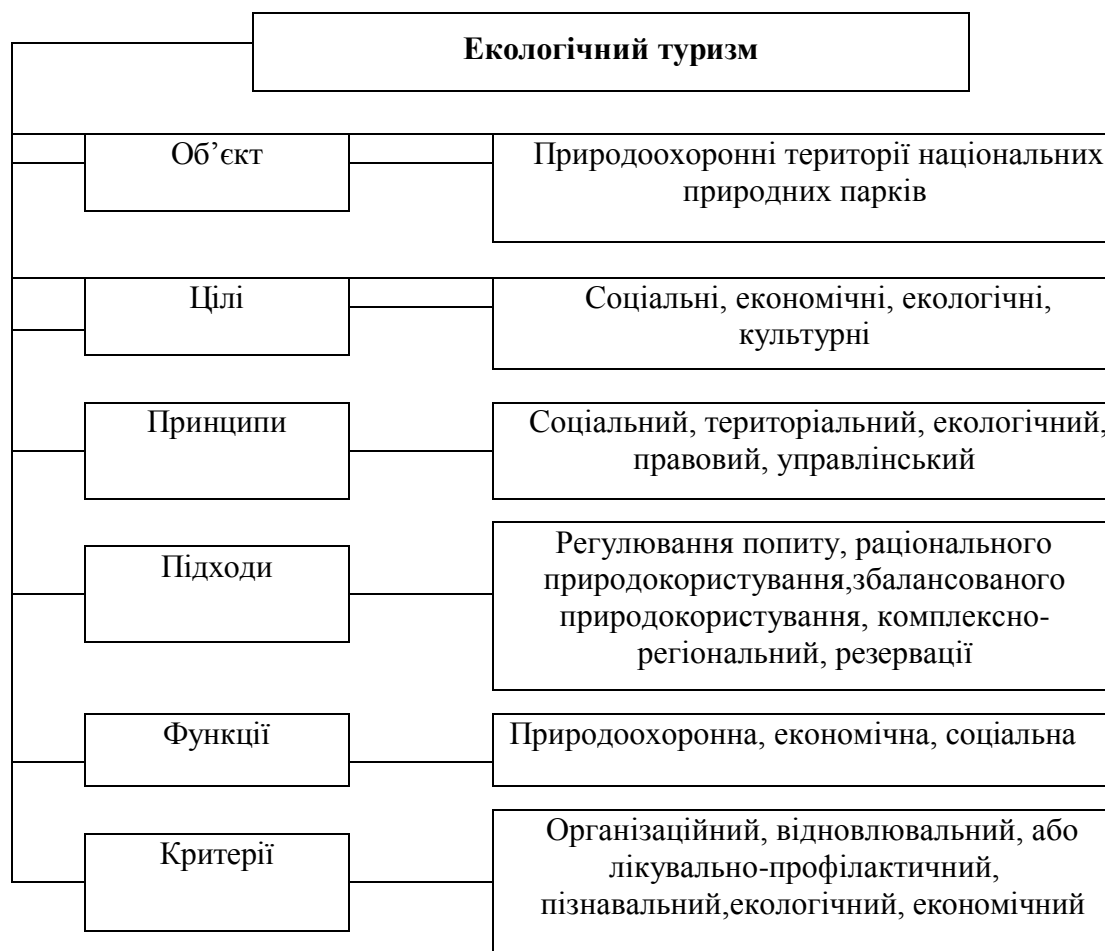 Екологічний туризм
Об’єкт
Природоохоронні території національних
природних парків
Цілі
Соціальні, економічні, екологічні,
культурні
Принципи
Соціальний, територіальний, екологічний,
правовий, управлінський
Підходи
Регулювання попиту, раціонального
природокористування,збалансованого
природокористування, комплексно-
регіональний, резервації
Функції
Природоохоронна, економічна, соціальна
Критерії
Організаційний, відновлювальний, або
лікувально-профілактичний,
пізнавальний,екологічний, економічний